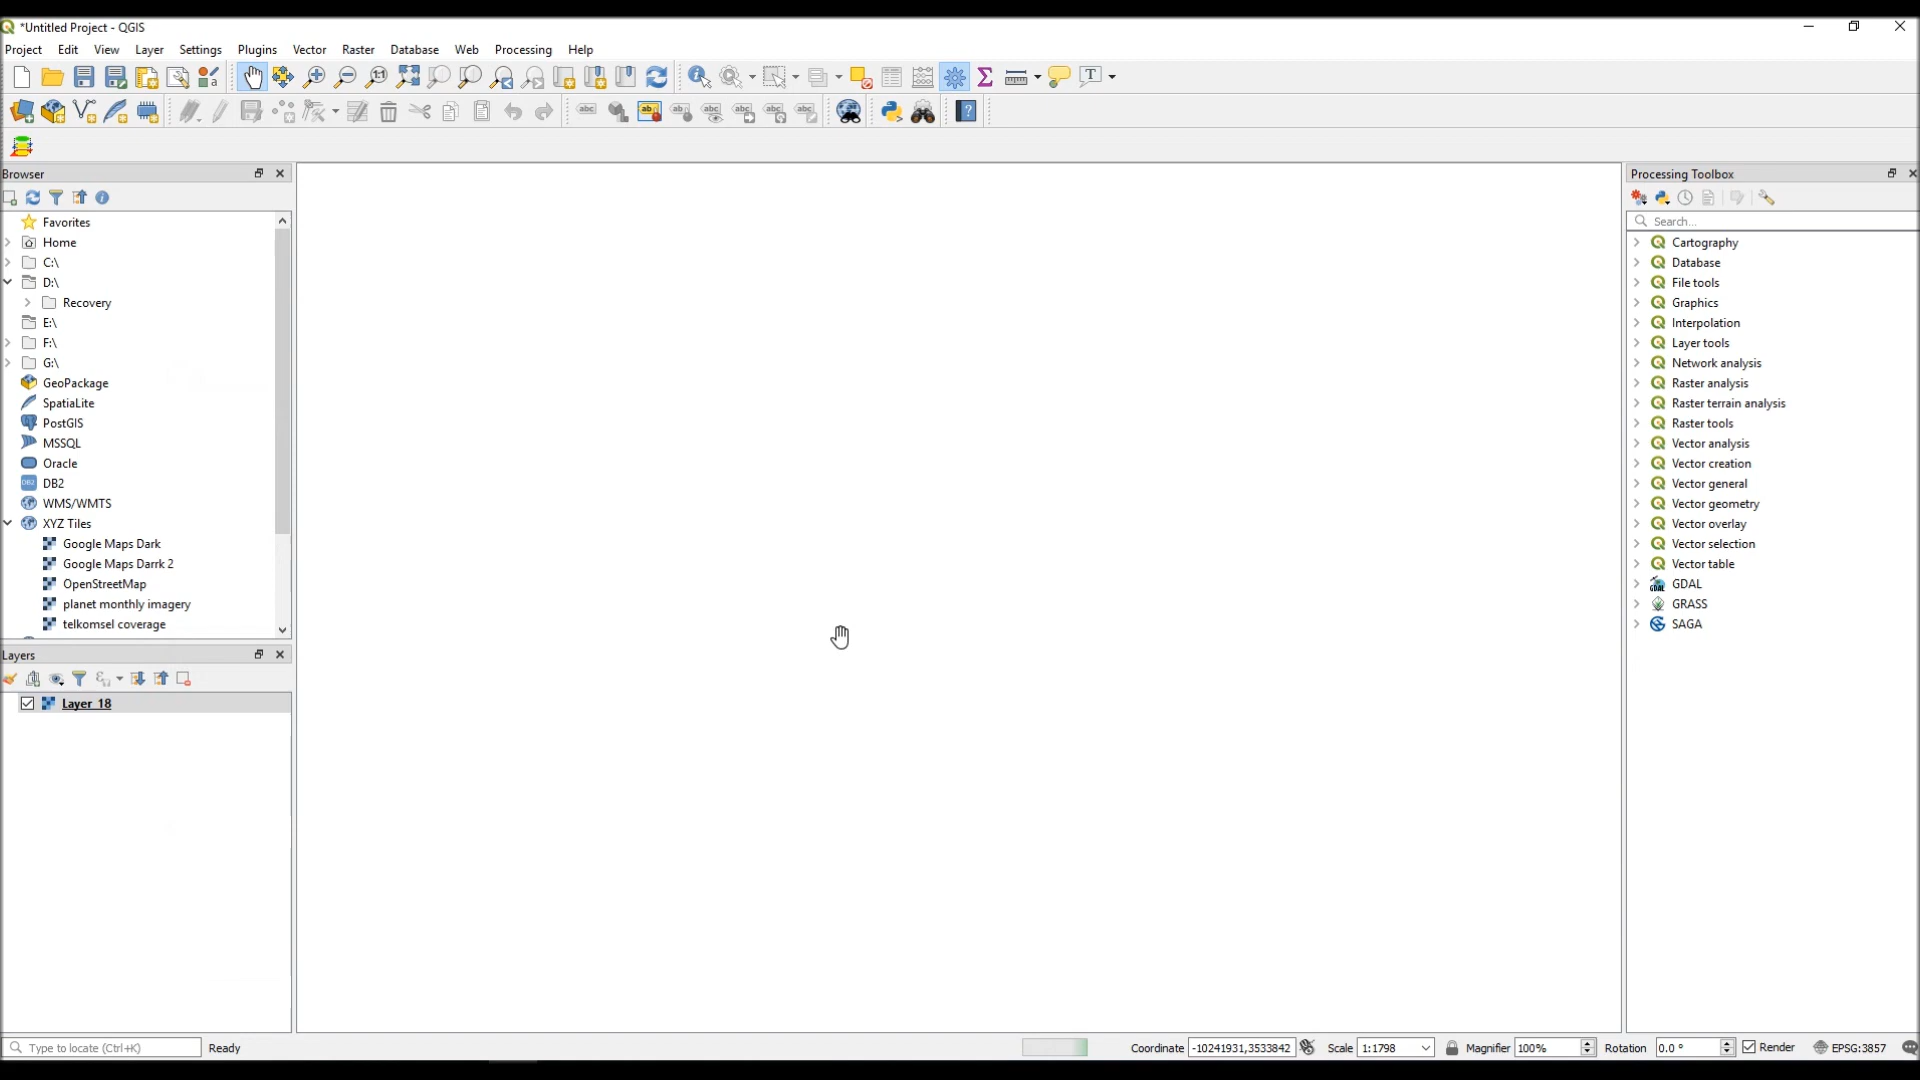 *Untitled Project - QGIS
Project Edit View Layer Settings Plugins Vector Raster Database Web Processing Help
Browser
Favorites
Home
C:\
D:\
Recovery
E:\
F:\
G:\
GeoPackage
SpatiaLite
PostGIS
MSSQL
Oracle
DB2
WMS/WMTS
XYZ Tiles
Google Maps Dark
Google Maps Darrk 2
OpenStreetMap
planet monthly imagery
telkomsel coverage
Layers
Layer_18
Processing Toolbox
Search...
Cartography
Database
File tools
Graphics
Interpolation
Layer tools
Network analysis
Raster analysis
Raster terrain analysis
Raster tools
Vector analysis
Vector creation
Vector general
Vector geometry
Vector overlay
Vector selection
Vector table
GDAL
GRASS
SAGA
Type to locate (Ctrl+K) Ready Coordinate -10241931,3533842 Scale 1:1798 Magnifier 100% Rotation 0.0 ° Render EPSG:3857